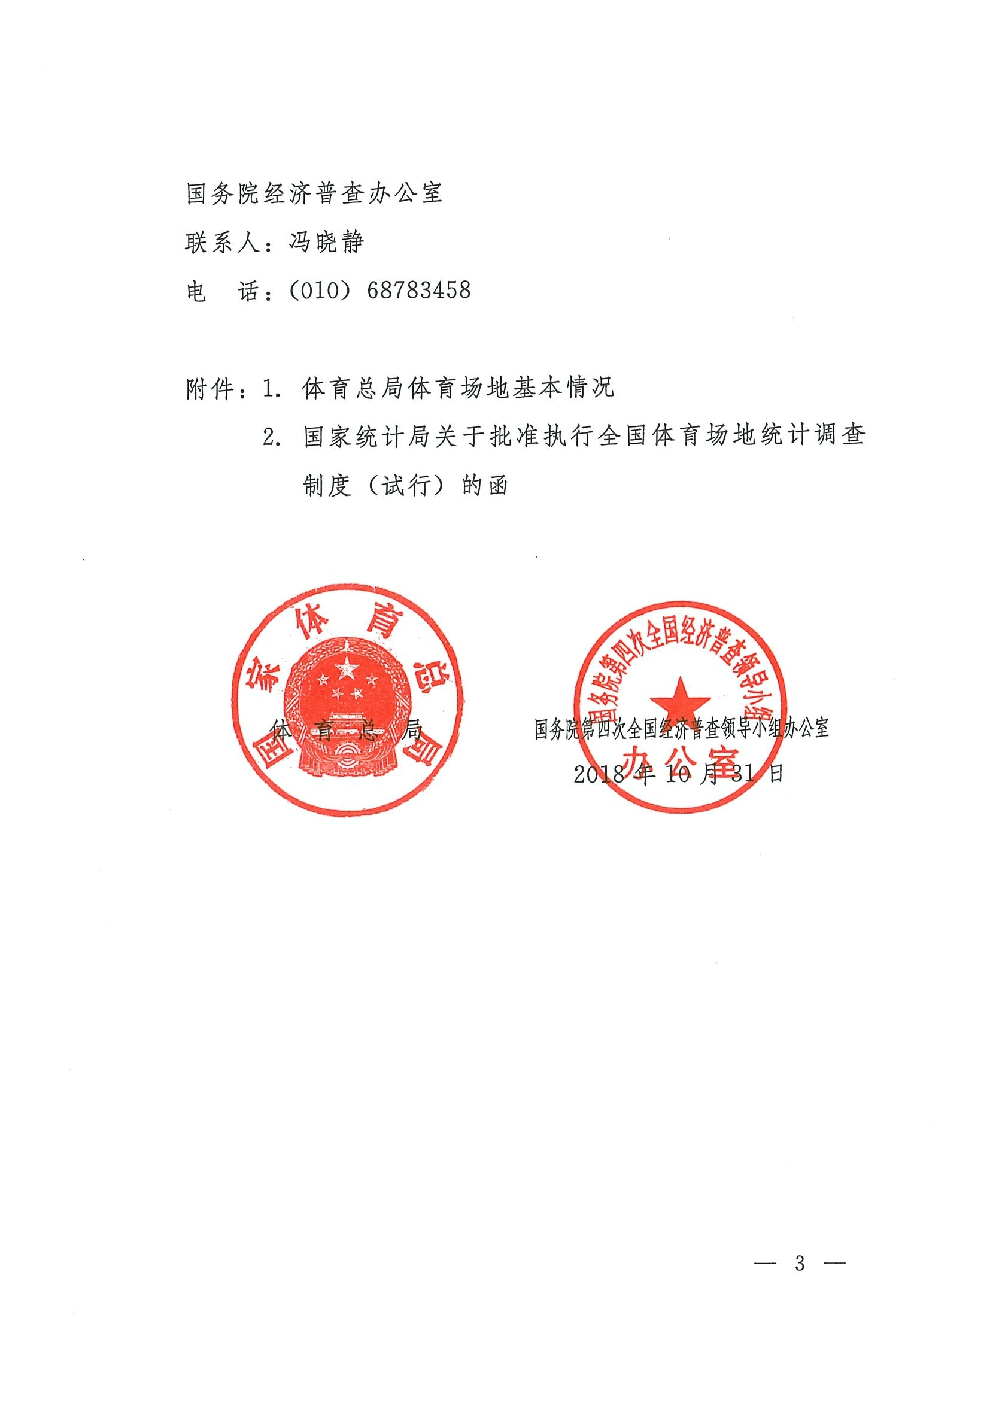 国务院经济普查办公室
联系人：冯晓静
电　话：（010）68783458
附件：1. 体育总局体育场地基本情况
2. 国家统计局关于批准执行全国体育场地统计调查
制度（试行）的函
国家体育总局
体育总局
国务院第四次全国经济普查领导小组
办公室
国务院第四次全国经济普查领导小组办公室
2018年10月31日
— 3 —